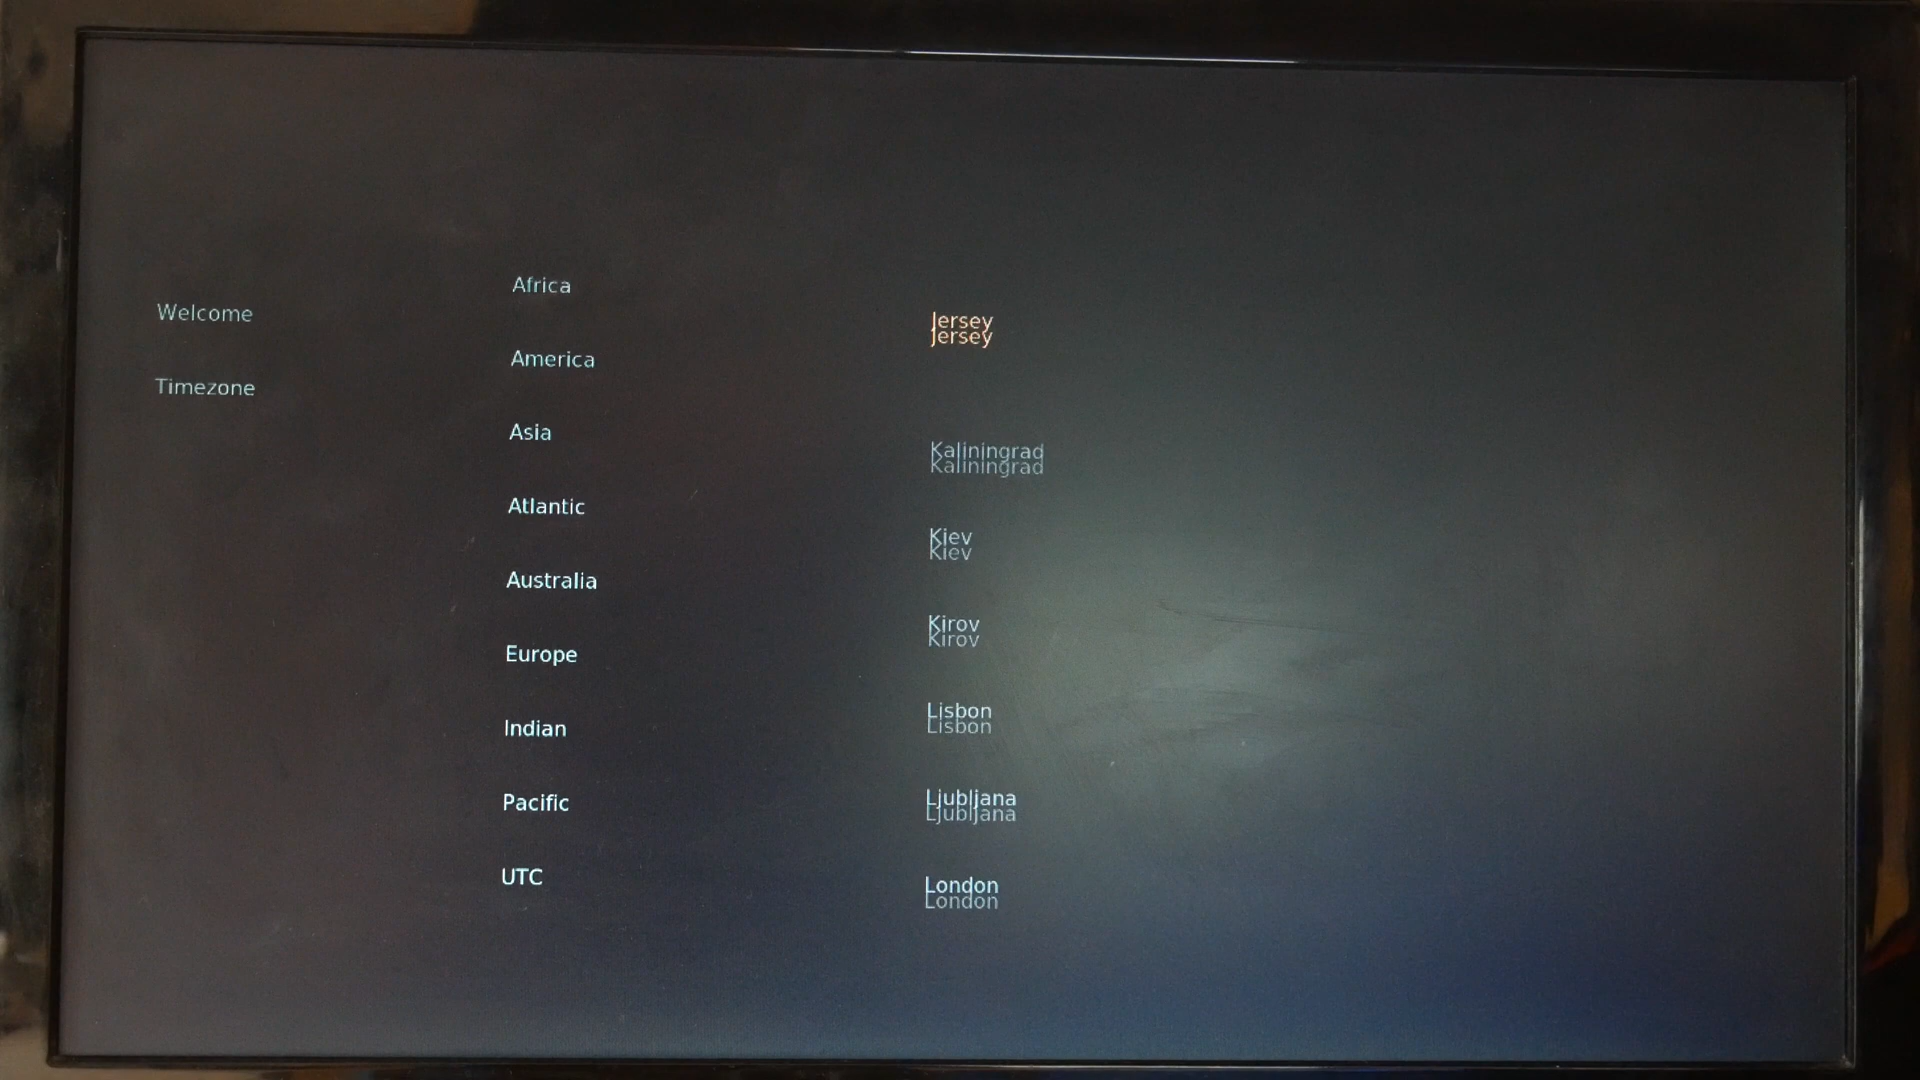 Welcome
Timezone
Africa
America
Asia
Atlantic
Australia
Europe
Indian
Pacific
UTC
Jersey
Jersey
Kaliningrad
Kaliningrad
Kiev
Kiev
Kirov
Kirov
Lisbon
Lisbon
Ljubljana
Ljubljana
London
London